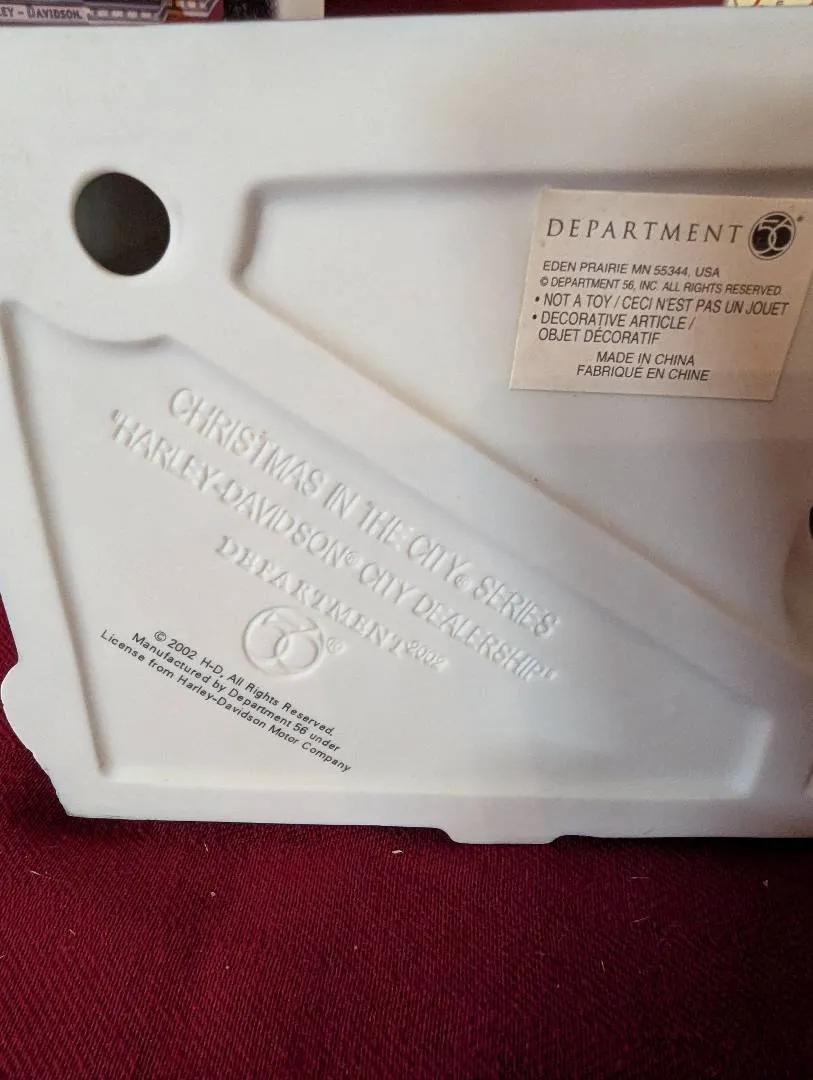 EY - DAVIDSON.
DEPARTMENT 56®
EDEN PRAIRIE MN 55344, USA
© DEPARTMENT 56, INC. ALL RIGHTS RESERVED.
• NOT A TOY / CECI N'EST PAS UN JOUET
• DECORATIVE ARTICLE /
OBJET DÉCORATIF
MADE IN CHINA
FABRIQUÉ EN CHINE
CHRISTMAS IN THE CITY® SERIES
"HARLEY-DAVIDSON® CITY DEALERSHIP"
DEPARTMENT 2002
56®
© 2002 H-D, All Rights Reserved.
Manufactured by Department 56 under
License from Harley-Davidson Motor Company